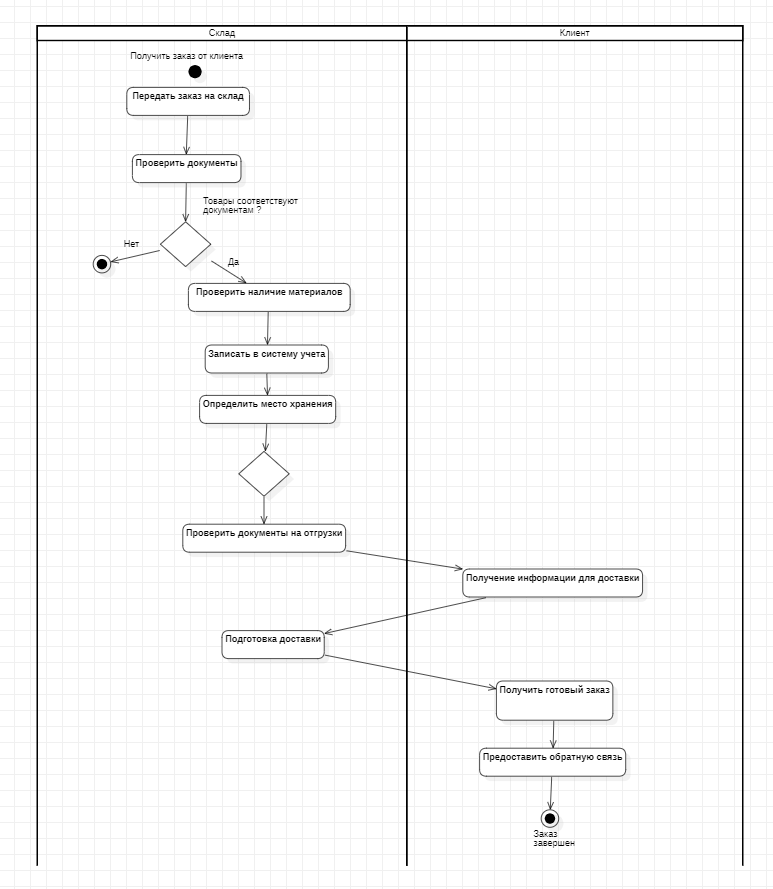 Склад
Клиент
Получить заказ от клиента
Передать заказ на склад
Проверить документы
Товары соответствуют
документам ?
Нет
Да
Проверить наличие материалов
Записать в систему учета
Определить место хранения
Проверить документы на отгрузки
Получение информации для доставки
Подготовка доставки
Получить готовый заказ
Предоставить обратную связь
Заказ
завершен